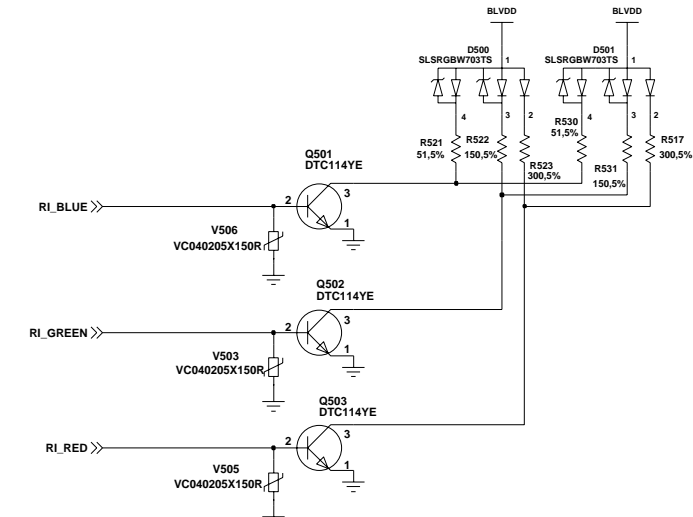 BLVDD
BLVDD
D500
SLSRGBW703TS
1
D501
SLSRGBW703TS
1
4
3
2
4
3
2
R521
51,5%
R522
150,5%
R523
300,5%
R530
51,5%
R531
150,5%
R517
300,5%
Q501
DTC114YE
2
3
1
RI_BLUE
V506
VC040205X150R
Q502
DTC114YE
2
3
1
RI_GREEN
V503
VC040205X150R
Q503
DTC114YE
2
3
1
RI_RED
V505
VC040205X150R